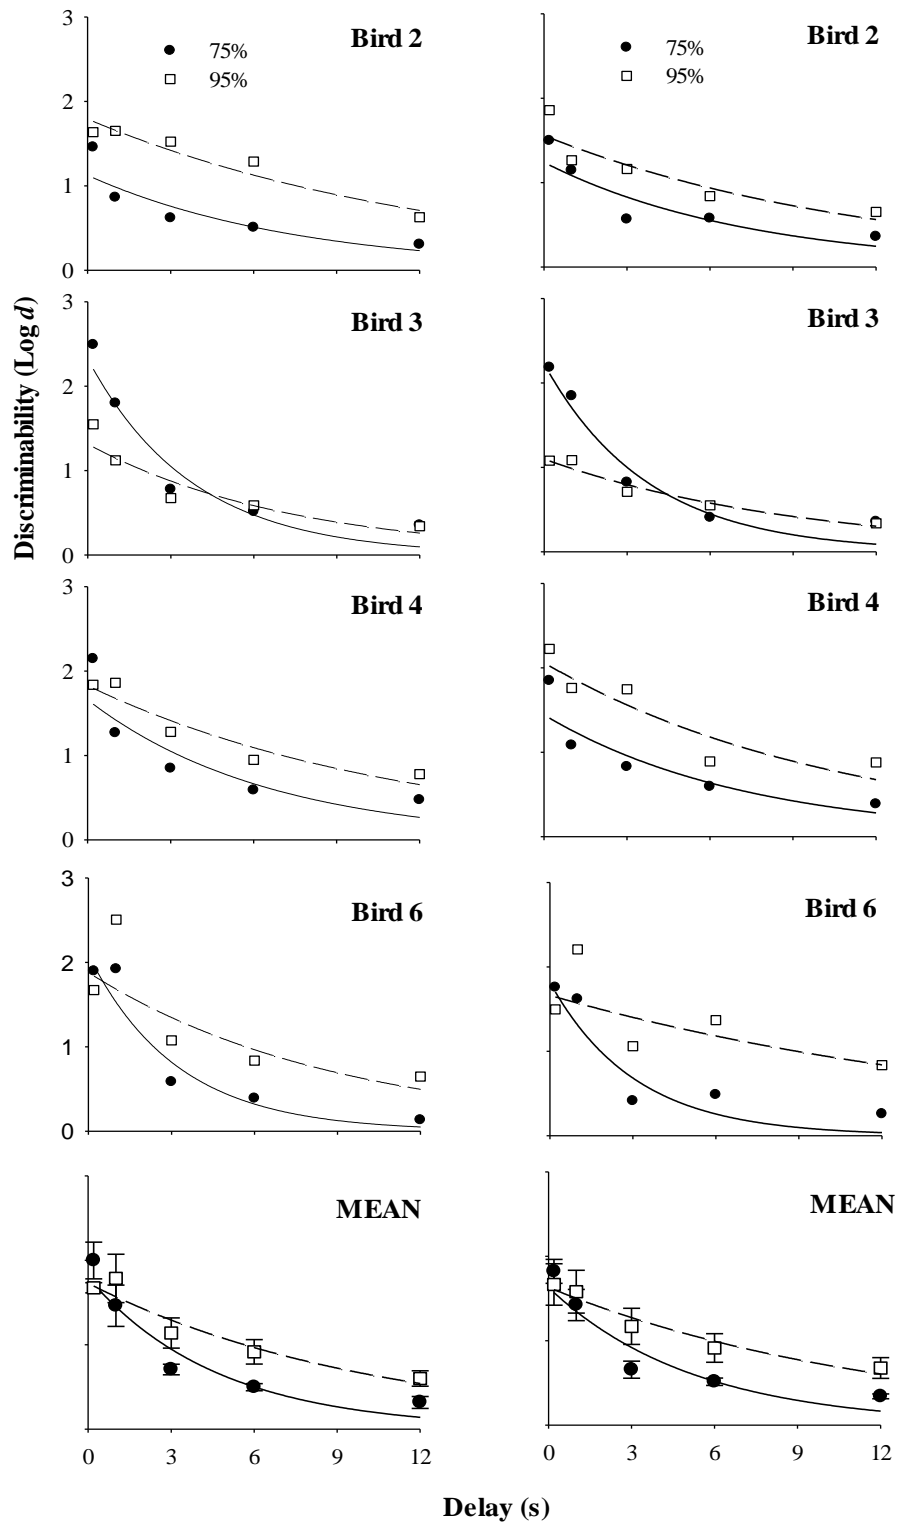 3
Bird 2
75%
95%
2
1
0
Bird 2
75%
95%
Discriminability (Log d)
3
Bird 3
2
1
0
Bird 3
3
Bird 4
2
1
0
Bird 4
3
Bird 6
2
1
0
Bird 6
MEAN
0 3 6 9 12
MEAN
0 3 6 9 12
Delay (s)